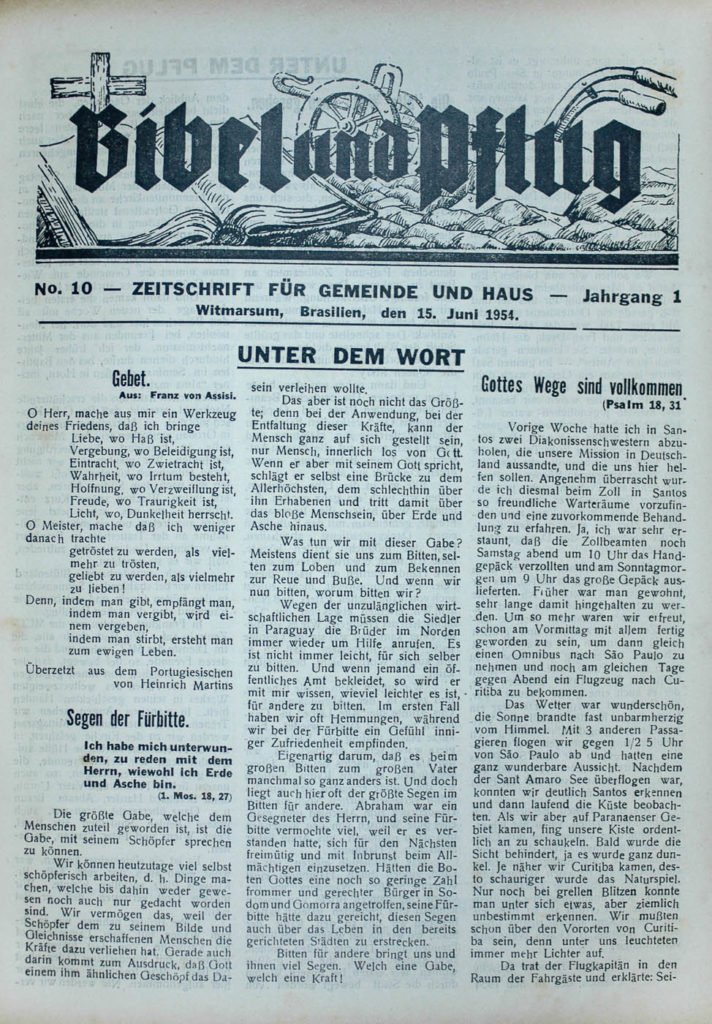 Bibel und Pflug
No. 10 — ZEITSCHRIFT FÜR GEMEINDE UND HAUS — Jahrgang 1
Witmarsum, Brasilien, den 15. Juni 1954.
UNTER DEM WORT
Gebet.
Aus: Franz von Assisi.
O Herr, mache aus mir ein Werkzeug
deines Friedens, daß ich bringe
Liebe, wo Haß ist,
Vergebung, wo Beleidigung ist,
Eintracht, wo Zwietracht ist,
Wahrheit, wo Irrtum besteht,
Hoffnung, wo Verzweiflung ist,
Freude, wo Traurigkeit ist,
Licht, wo, Dunkelheit herrscht.
O Meister, mache daß ich weniger
danach trachte
getröstet zu werden, als viel-
mehr zu trösten,
geliebt zu werden, als vielmehr
zu lieben!
Denn, indem man gibt, empfängt man,
indem man vergibt, wird ei-
nem vergeben,
indem man stirbt, ersteht man
zum ewigen Leben.
Überzetzt aus dem Portugiesischen
von Heinrich Martins
Segen der Fürbitte.
Ich habe mich unterwun-
den, zu reden mit dem
Herrn, wiewohl ich Erde
und Asche bin.
(1. Mos. 18, 27)
Die größte Gabe, welche dem
Menschen zuteil geworden ist, ist die
Gabe, mit seinem Schöpfer sprechen
zu können.
Wir können heutzutage viel selbst
schöpferisch arbeiten, d. h. Dinge ma-
chen, welche bis dahin weder gewe-
sen noch auch nur gedacht worden
sind. Wir vermögen das, weil der
Schöpfer dem zu seinem Bilde und
Gleichnisse erschaffenen Menschen die
Kräfte dazu verliehen hat. Gerade auch
darin kommt zum Ausdruck, daß Gott
einem ihm ähnlichen Geschöpf das Da-
sein verleihen wollte.
Das aber ist noch nicht das Größ-
te; denn bei der Anwendung, bei der
Entfaltung dieser Kräfte, kann der
Mensch ganz auf sich gestellt sein,
nur Mensch, innerlich los von Gott.
Wenn er aber mit seinem Gott spricht,
schlägt er selbst eine Brücke zu dem
Allerhöchsten, dem schlechthin über
ihn Erhabenen und tritt damit über
das bloße Menschsein, über Erde und
Asche hinaus.
Was tun wir mit dieser Gabe?
Meistens dient sie uns zum Bitten, sel-
ten zum Loben und zum Bekennen
zur Reue und Buße. Und wenn wir
nun bitten, worum bitten wir?
Wegen der unzulänglichen wirt-
schaftlichen Lage müssen die Siedler
in Paraguay die Brüder im Norden
immer wieder um Hilfe anrufen. Es
ist nicht immer leicht, für sich selber
zu bitten. Und wenn jemand ein öf-
fentliches Amt bekleidet, so wird er
mit mir wissen, wieviel leichter es ist,
für andere zu bitten. Im ersten Fall
haben wir oft Hemmungen, während
wir bei der Fürbitte ein Gefühl inni-
ger Zufriedenheit empfinden.
Eigenartig darum, daß es beim
großen Bitten zum großen Vater
manchmal so ganz anders ist. Und doch
liegt auch hier oft der größte Segen im
Bitten für andere. Abraham war ein
Gesegneter des Herrn, und seine Für-
bitte vermochte viel, weil er es ver-
standen hatte, sich für den Nächsten
freimütig und mit Inbrunst beim All-
mächtigen einzusetzen. Hätten die Bo-
ten Gottes eine noch so geringe Zahl
frommer und gerechter Bürger in So-
dom und Gomorra angetroffen, seine Für-
bitte hätte dazu gereicht, diesen Segen
auch über das Leben in den bereits
gerichteten Städten zu erstrecken.
Bitten für andere bringt uns und
ihnen viel Segen. Welch eine Gabe,
welch eine Kraft!
Gottes Wege sind vollkommen
(Psalm 18, 31
Vorige Woche hatte ich in San-
tos zwei Diakonissenschwestern abzu-
holen, die unsere Mission in Deutsch-
land aussandte, und die uns hier hel-
fen sollen. Angenehm überrascht wur-
de ich diesmal beim Zoll in Santos
so freundliche Warteräume vorzufin-
den und eine zuvorkommende Behand-
lung zu erfahren. Ja, ich war sehr er-
staunt, daß die Zollbeamten noch
Samstag abend um 10 Uhr das Hand-
gepäck verzollten und am Sonntagmor-
gen um 9 Uhr das große Gepäck aus-
lieferten. Früher war man gewohnt,
sehr lange damit hingehalten zu wer-
den. Um so mehr waren wir erfreut,
schon am Vormittag mit allem fertig
geworden zu sein, um dann gleich
einen Omnibus nach São Paulo zu
nehmen und noch am gleichen Tage
gegen Abend ein Flugzeug nach Cu-
ritiba zu bekommen.
Das Wetter war wunderschön,
die Sonne brandte fast unbarmherzig
vom Himmel. Mit 3 anderen Passa-
gieren flogen wir gegen 1/2 5 Uhr
von São Paulo ab und hatten eine
ganz wunderbare Aussicht. Nachdem
der Sant Amaro See überflogen war,
konnten wir deutlich Santos erkennen
und dann laufend die Küste beobach-
ten. Als wir aber auf Paranaenser Ge-
biet kamen, fing unsere Kiste ordent-
lich an zu schaukeln. Bald wurde die
Sicht behindert, ja es wurde ganz dun-
kel. Je näher wir Curitiba kamen, des-
to schauriger wurde das Naturspiel.
Nur noch bei grellen Blitzen konnte
man unter sich etwas, aber ziemlich
unbestimmt erkennen. Wir mußten
schon über den Vororten von Curiti-
ba sein, denn unter uns leuchteten
immer mehr Lichter auf.
Da trat der Flugkapitän in den
Raum der Fahrgäste und erklärte: Sei-